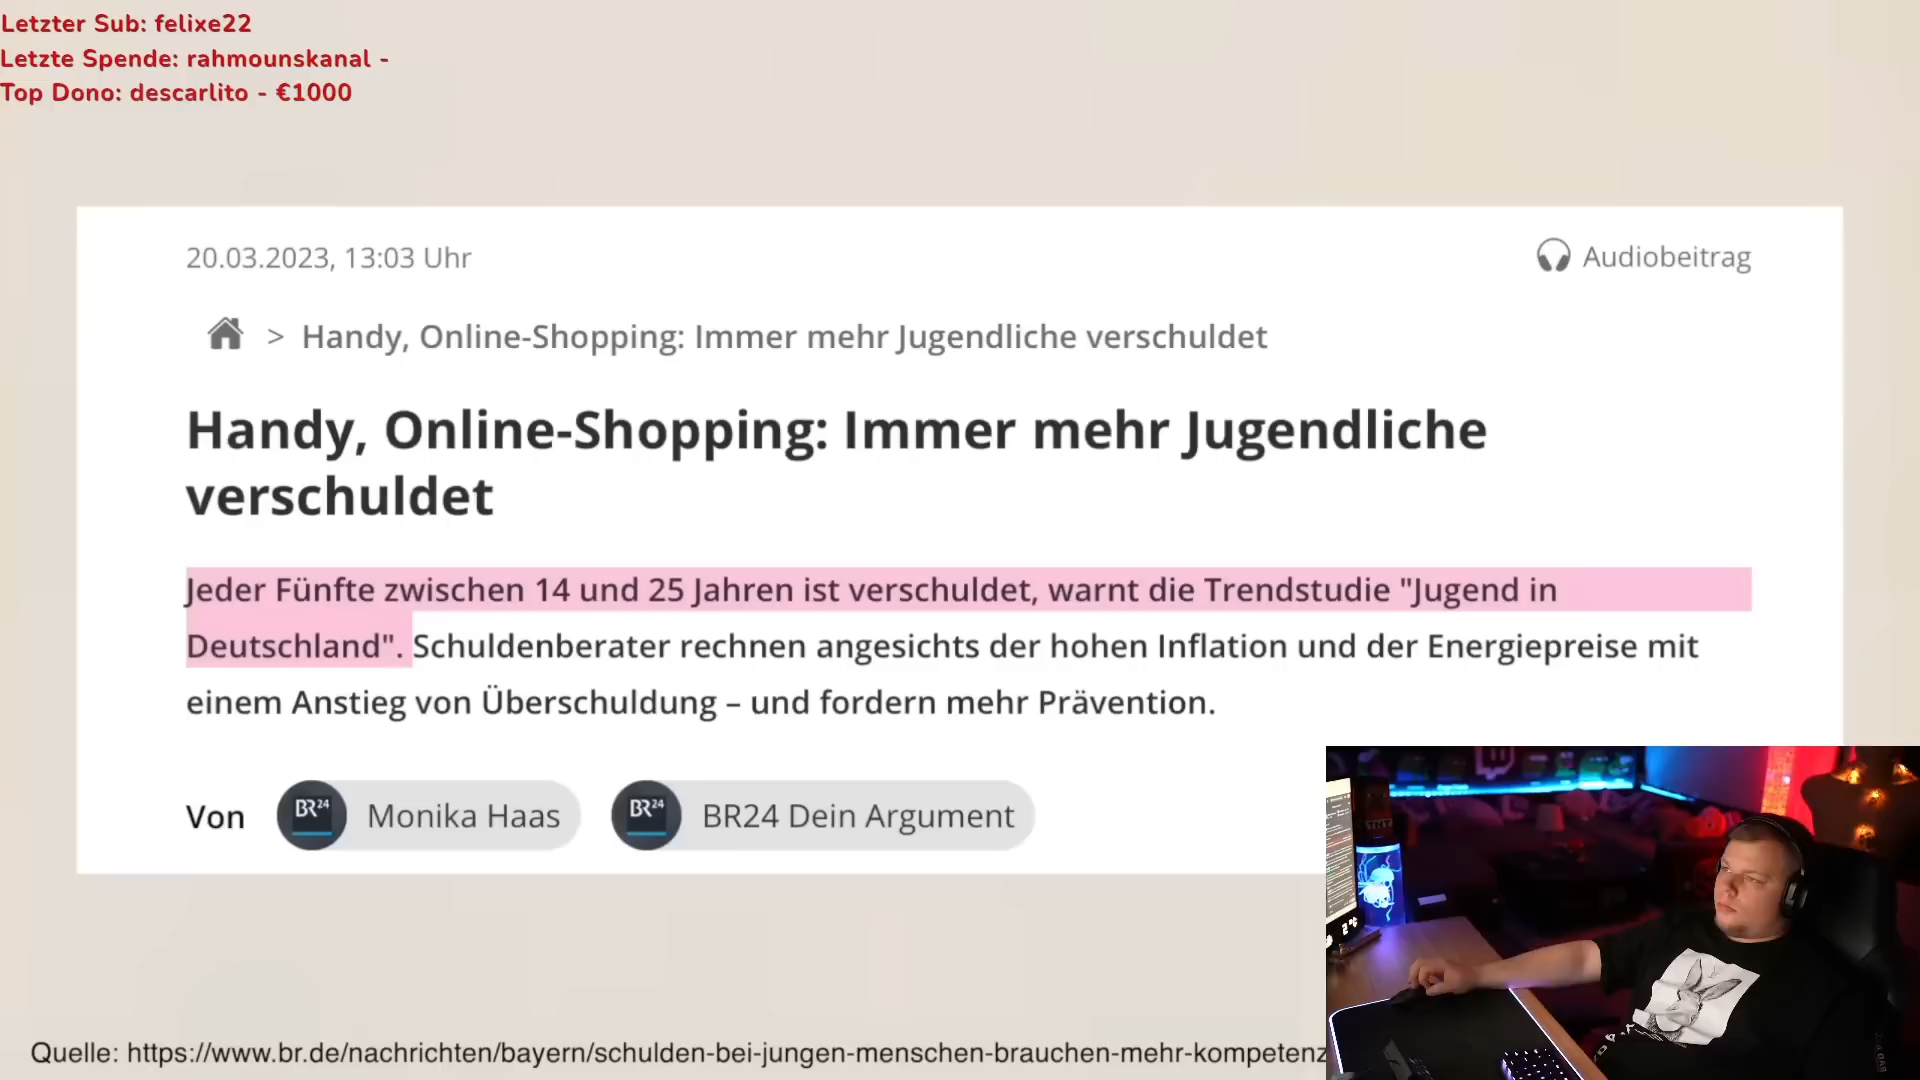 Letzter Sub: felixe22
Letzte Spende: rahmounskanal -
Top Dono: descarlito - €1000
20.03.2023, 13:03 Uhr
Audiobeitrag
> Handy, Online-Shopping: Immer mehr Jugendliche verschuldet
Handy, Online-Shopping: Immer mehr Jugendliche
verschuldet
Jeder Fünfte zwischen 14 und 25 Jahren ist verschuldet, warnt die Trendstudie "Jugend in
Deutschland". Schuldenberater rechnen angesichts der hohen Inflation und der Energiepreise mit
einem Anstieg von Überschuldung – und fordern mehr Prävention.
Von BR24 Monika Haas BR24 BR24 Dein Argument
TNT
2°C
Quelle: https://www.br.de/nachrichten/bayern/schulden-bei-jungen-menschen-brauchen-mehr-kompetenz